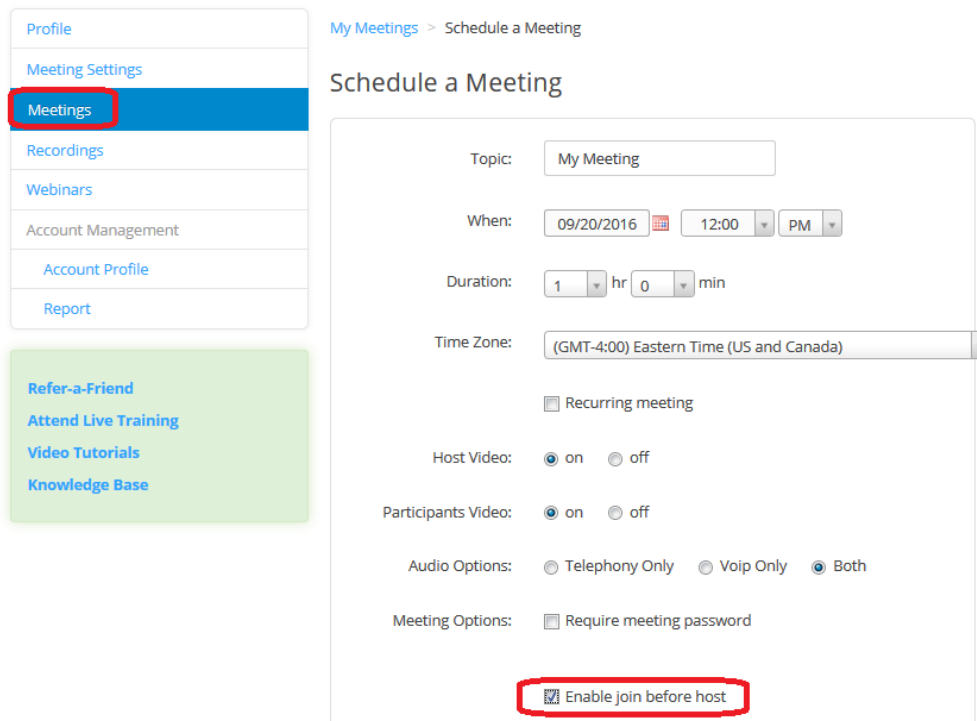 Profile
Meeting Settings
Meetings
Recordings
Webinars
Account Management
Account Profile
Report
Refer-a-Friend
Attend Live Training
Video Tutorials
Knowledge Base
My Meetings > Schedule a Meeting
Schedule a Meeting
Topic: My Meeting
When: 09/20/2016 12:00 PM
Duration: 1 hr 0 min
Time Zone: (GMT-4:00) Eastern Time (US and Canada)
Recurring meeting
Host Video: on off
Participants Video: on off
Audio Options: Telephony Only Voip Only Both
Meeting Options: Require meeting password
Enable join before host